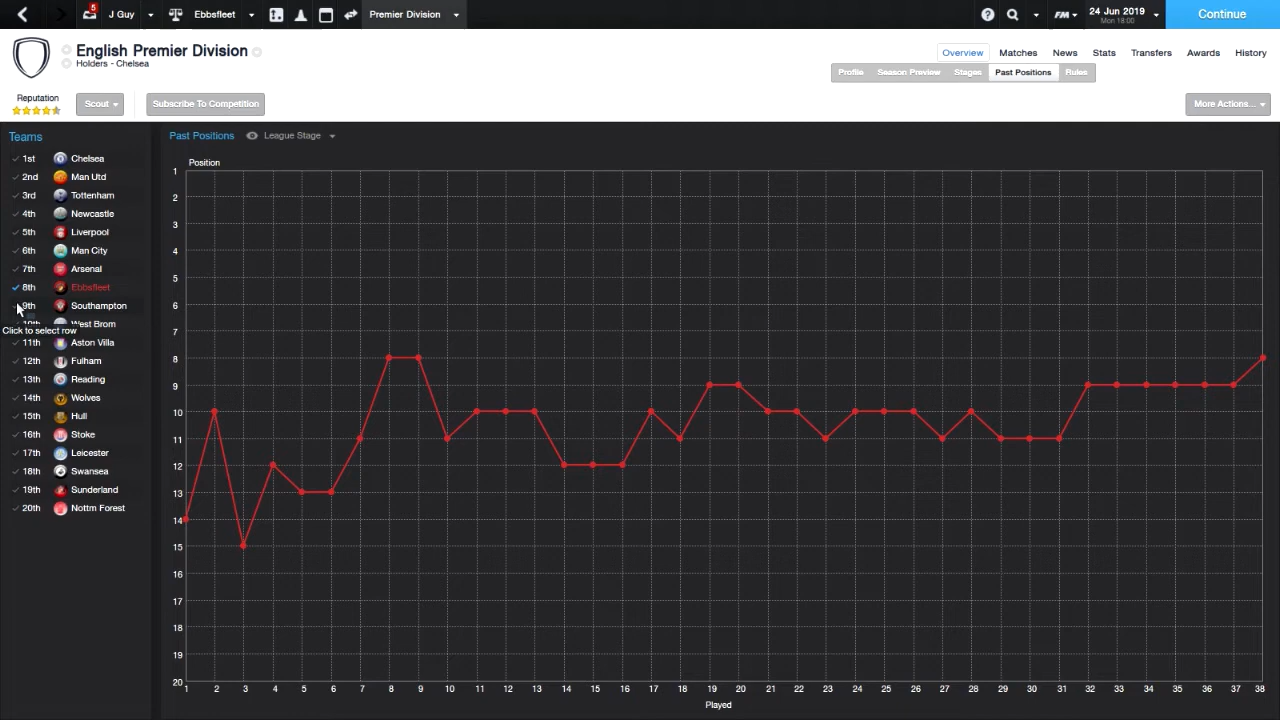 5 J Guy Ebbsfleet Premier Division ? FM 24 Jun 2019 Continue
Mon 18:00
English Premier Division
Holders - Chelsea
Overview Matches News Stats Transfers Awards History
Profile Season Preview Stages Past Positions Rules
Reputation
Scout Subscribe To Competition More Actions...
Teams
1st Chelsea
2nd Man Utd
3rd Tottenham
4th Newcastle
5th Liverpool
6th Man City
7th Arsenal
8th Ebbsfleet
9th Southampton
10th West Brom
Click to select row
11th Aston Villa
12th Fulham
13th Reading
14th Wolves
15th Hull
16th Stoke
17th Leicester
18th Swansea
19th Sunderland
20th Nottm Forest
Past Positions League Stage
Position
1
2
3
4
5
6
7
8
9
10
11
12
13
14
15
16
17
18
19
20
1 2 3 4 5 6 7 8 9 10 11 12 13 14 15 16 17 18 19 20 21 22 23 24 25 26 27 28 29 30 31 32 33 34 35 36 37 38
Played